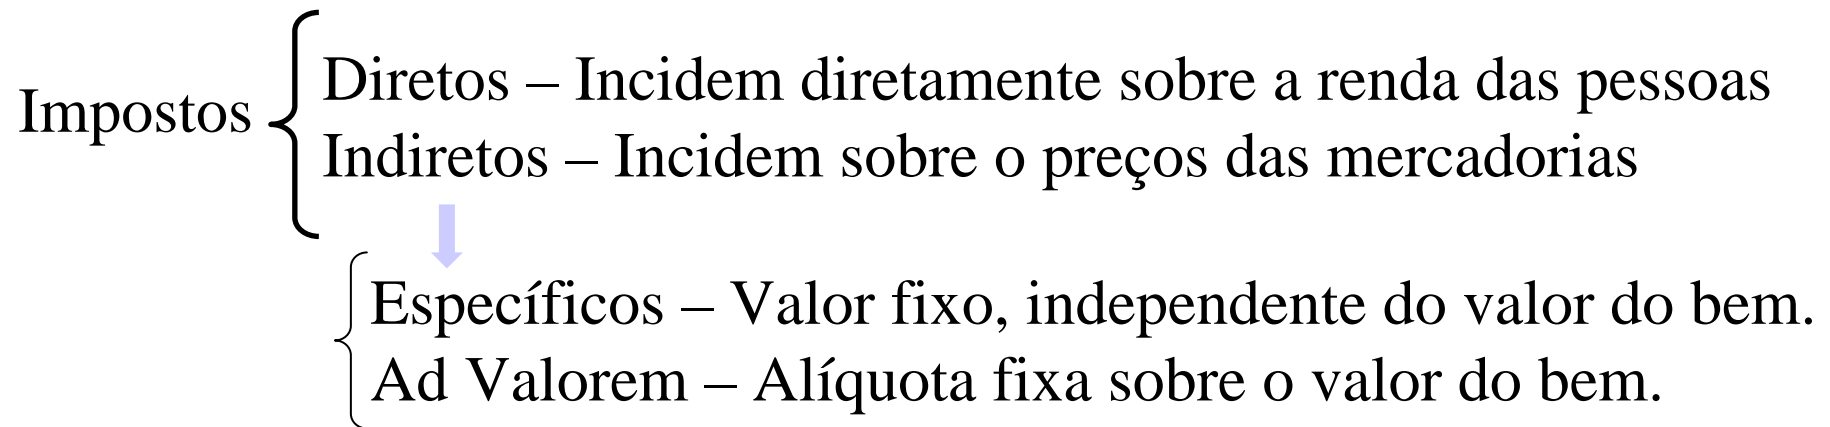 Impostos
Diretos – Incidem diretamente sobre a renda das pessoas
Indiretos – Incidem sobre o preços das mercadorias
Específicos – Valor fixo, independente do valor do bem.
Ad Valorem – Alíquota fixa sobre o valor do bem.